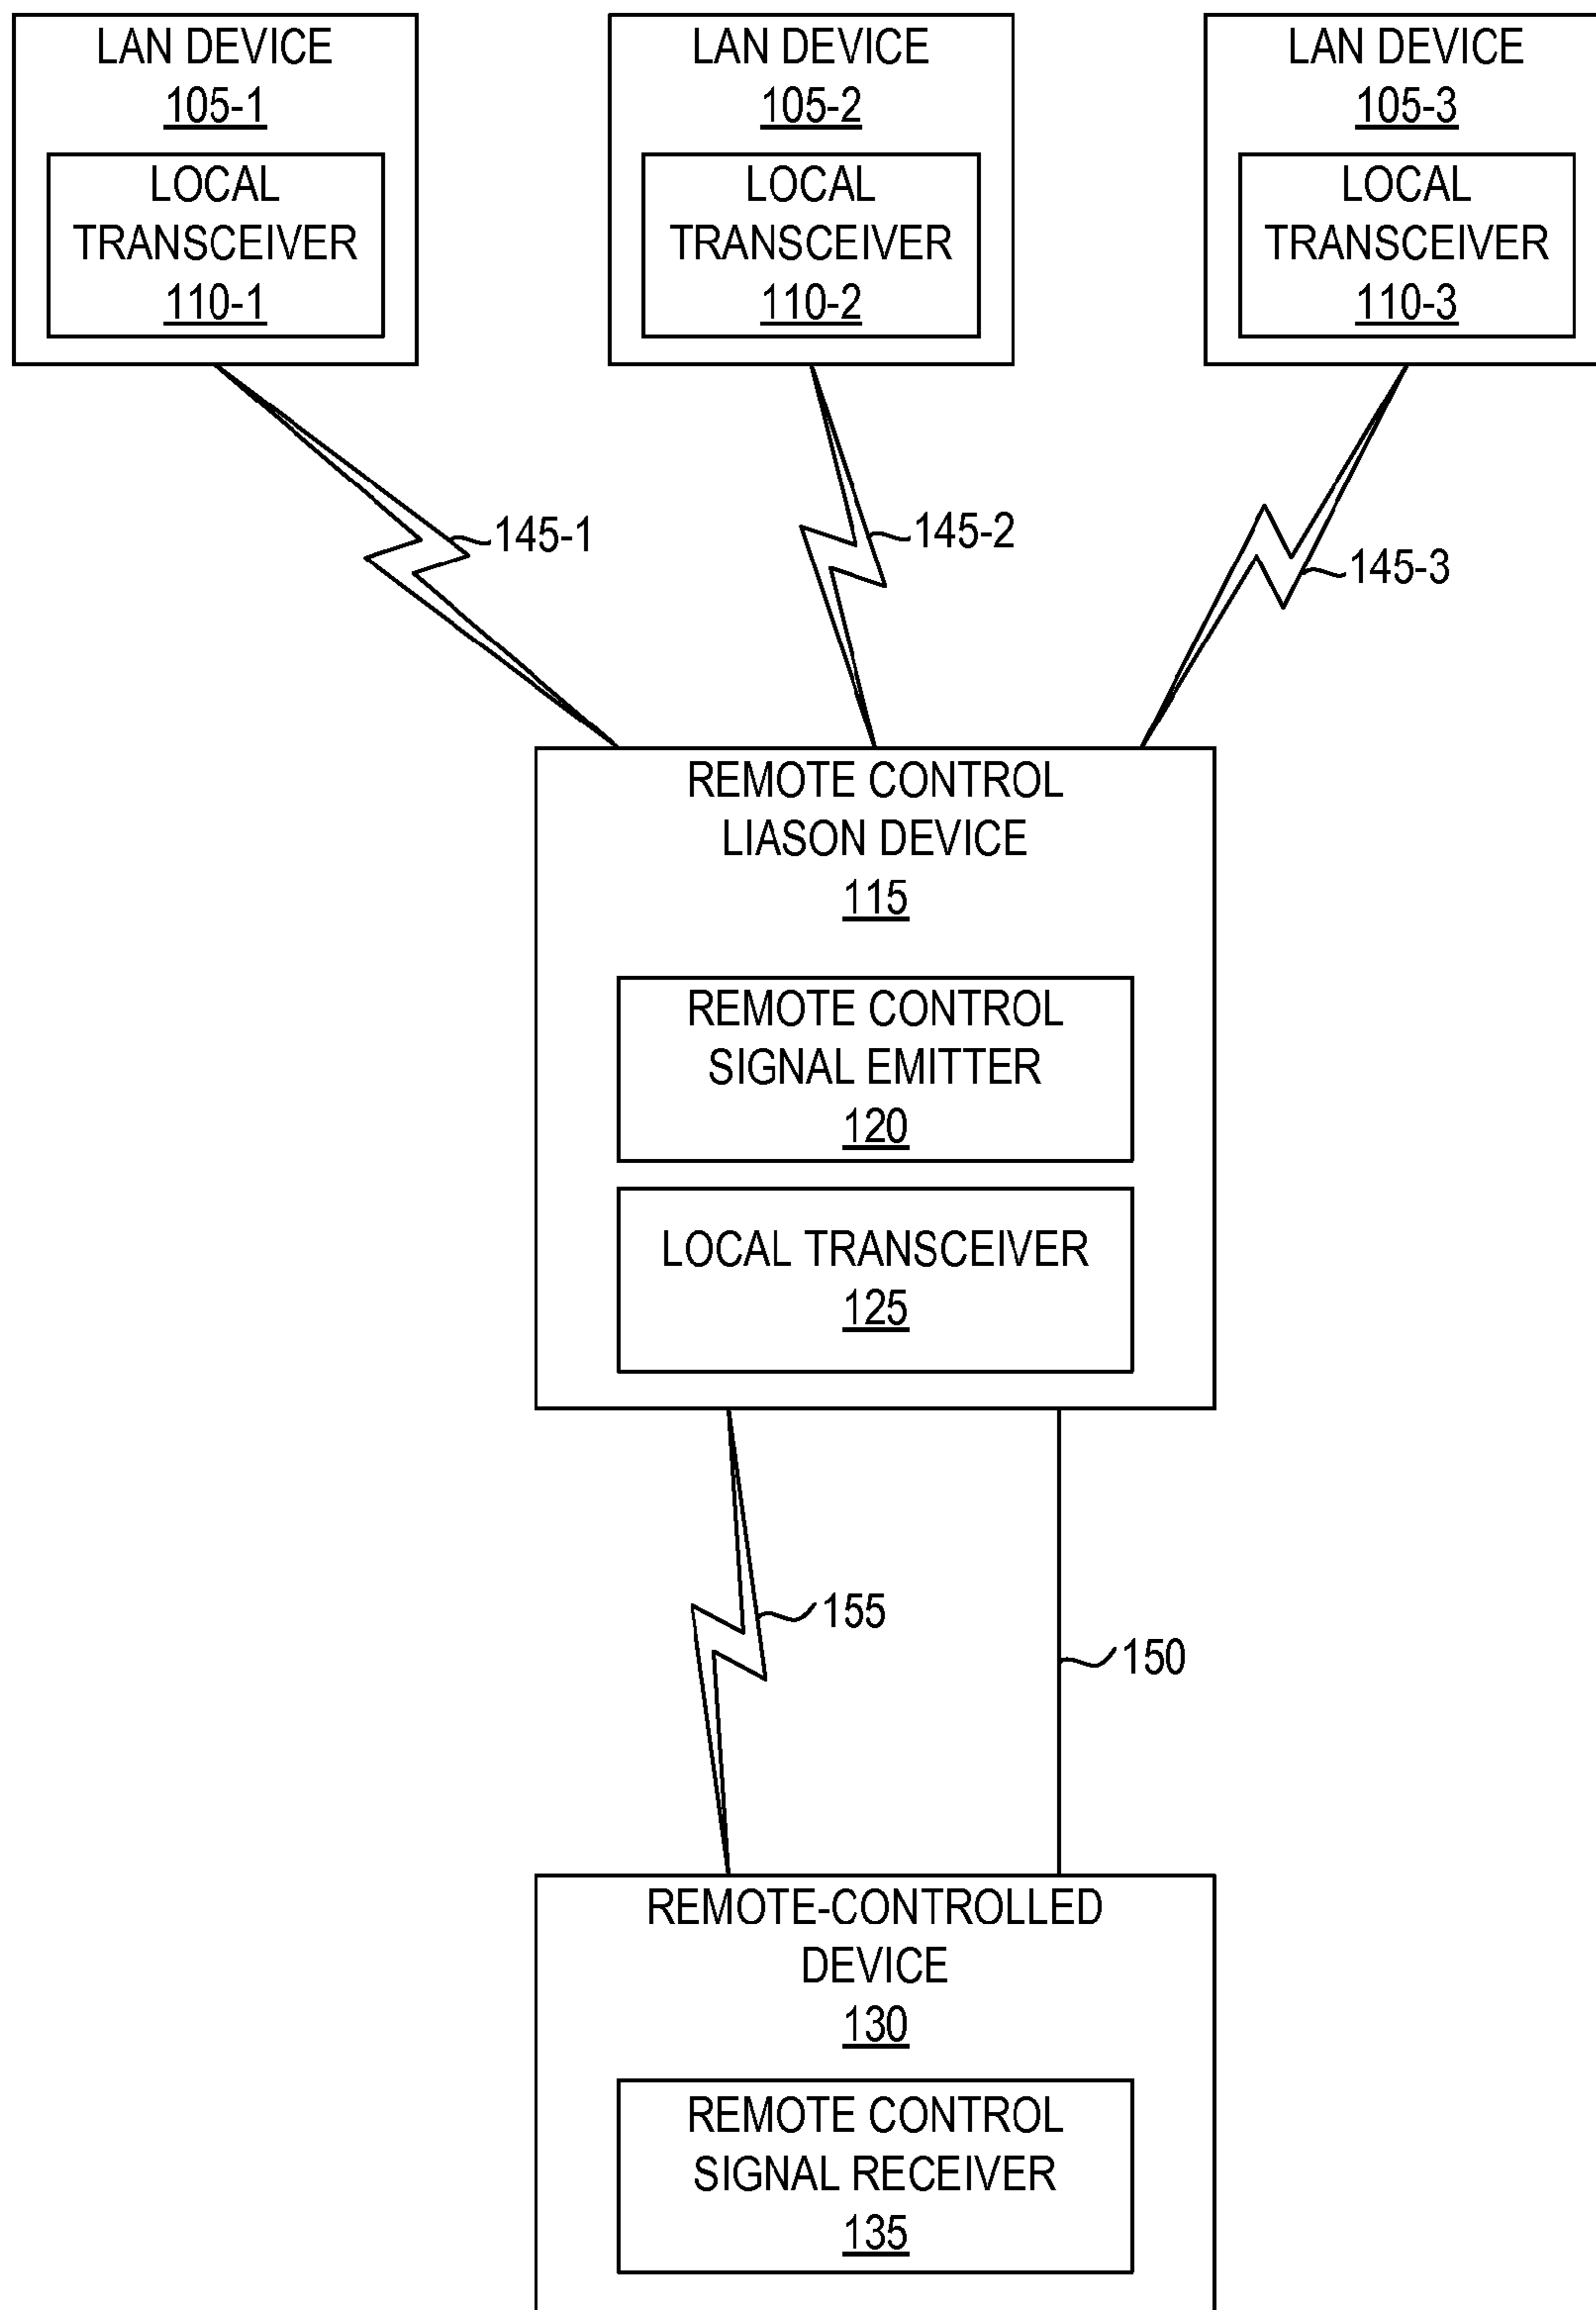 LAN DEVICE
105-1
LOCAL
TRANSCEIVER
110-1
LAN DEVICE
105-2
LOCAL
TRANSCEIVER
110-2
LAN DEVICE
105-3
LOCAL
TRANSCEIVER
110-3
145-1
145-2
145-3
REMOTE CONTROL
LIASON DEVICE
115
REMOTE CONTROL
SIGNAL EMITTER
120
LOCAL TRANSCEIVER
125
155
150
REMOTE-CONTROLLED
DEVICE
130
REMOTE CONTROL
SIGNAL RECEIVER
135